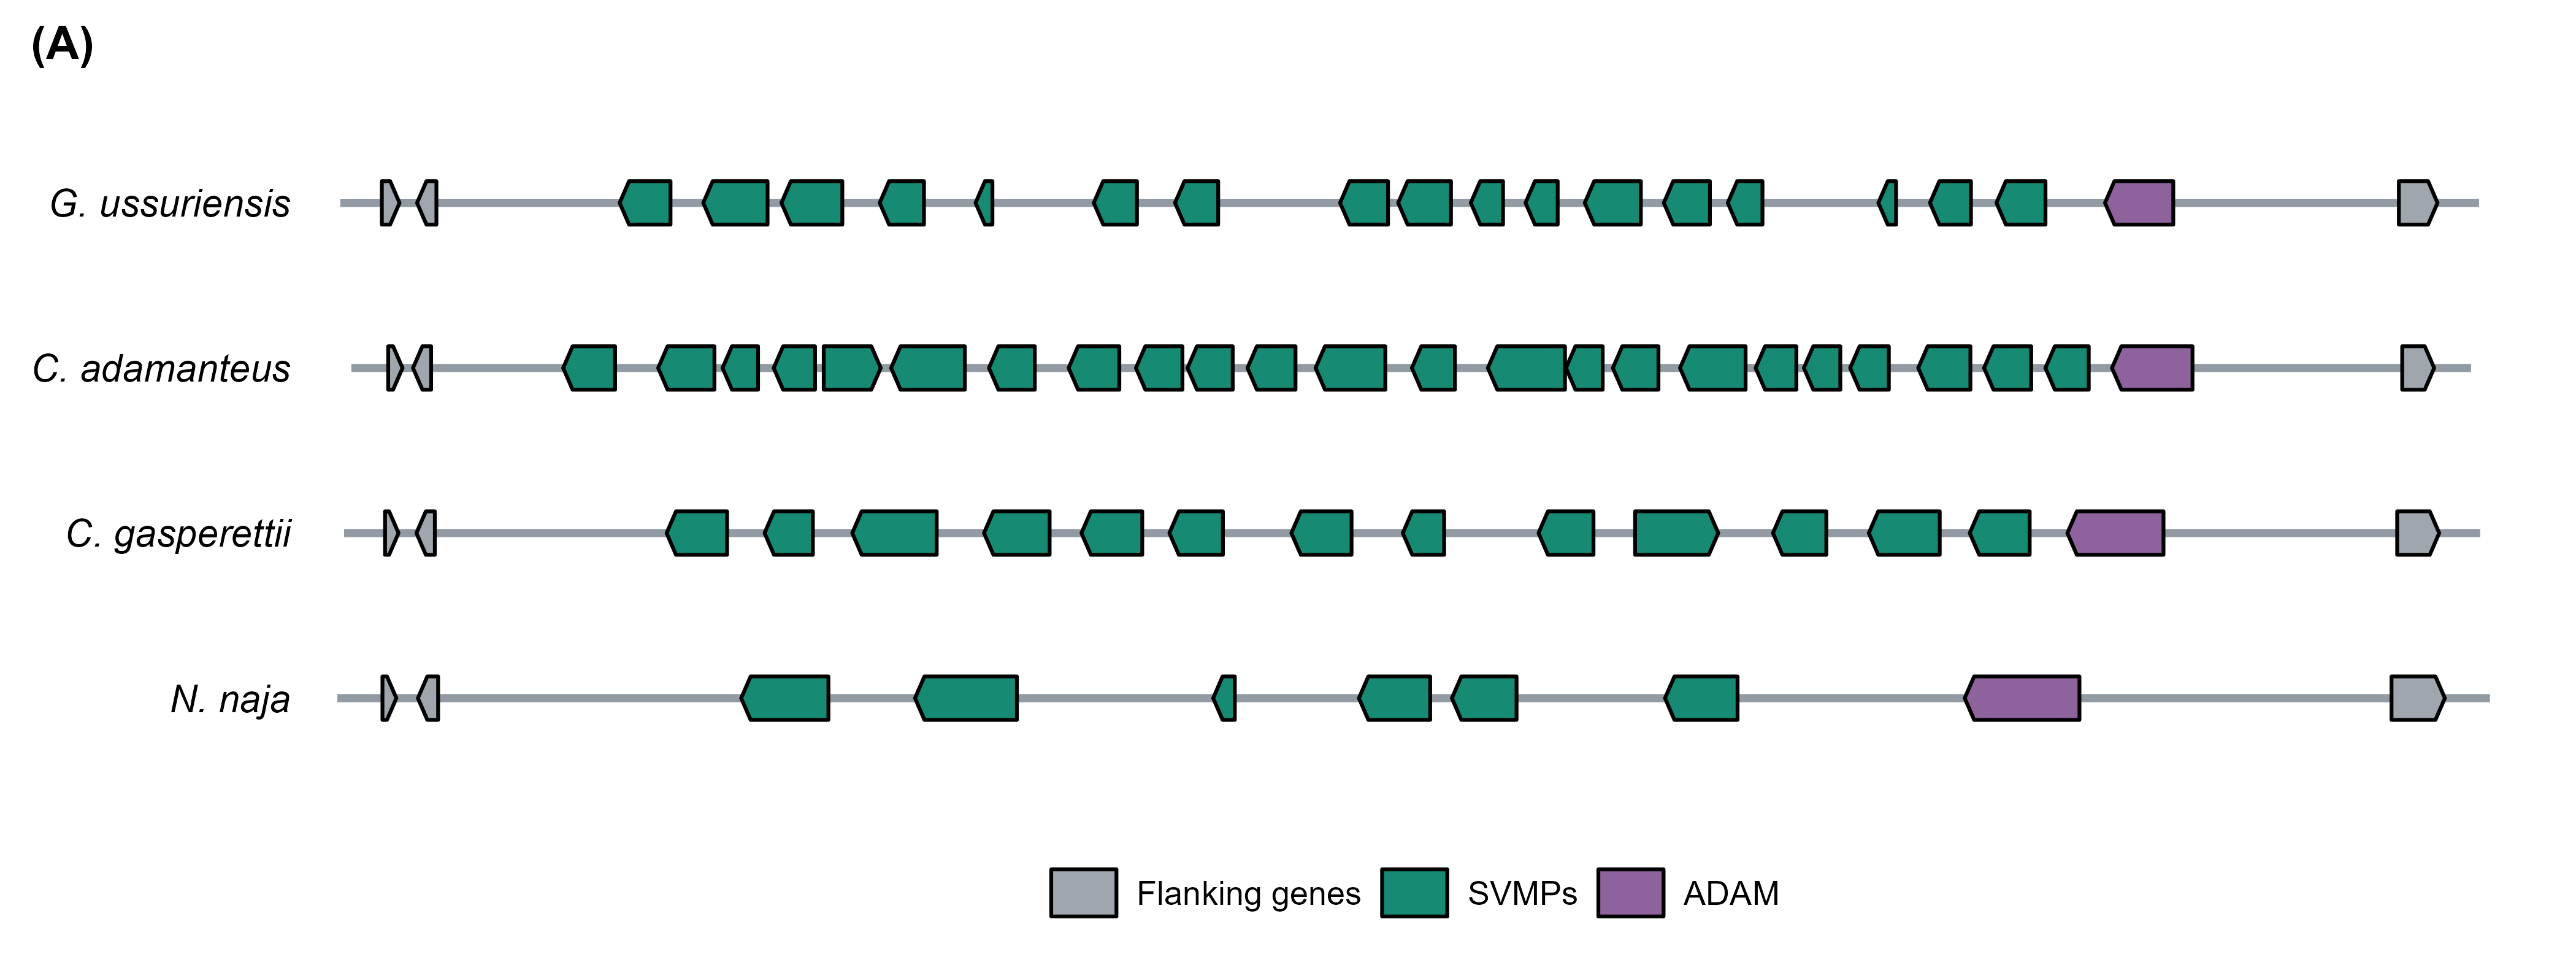 (A)
G. ussuriensis
C. adamanteus
C. gasperettii
N. naja
Flanking genes SVMPs ADAM